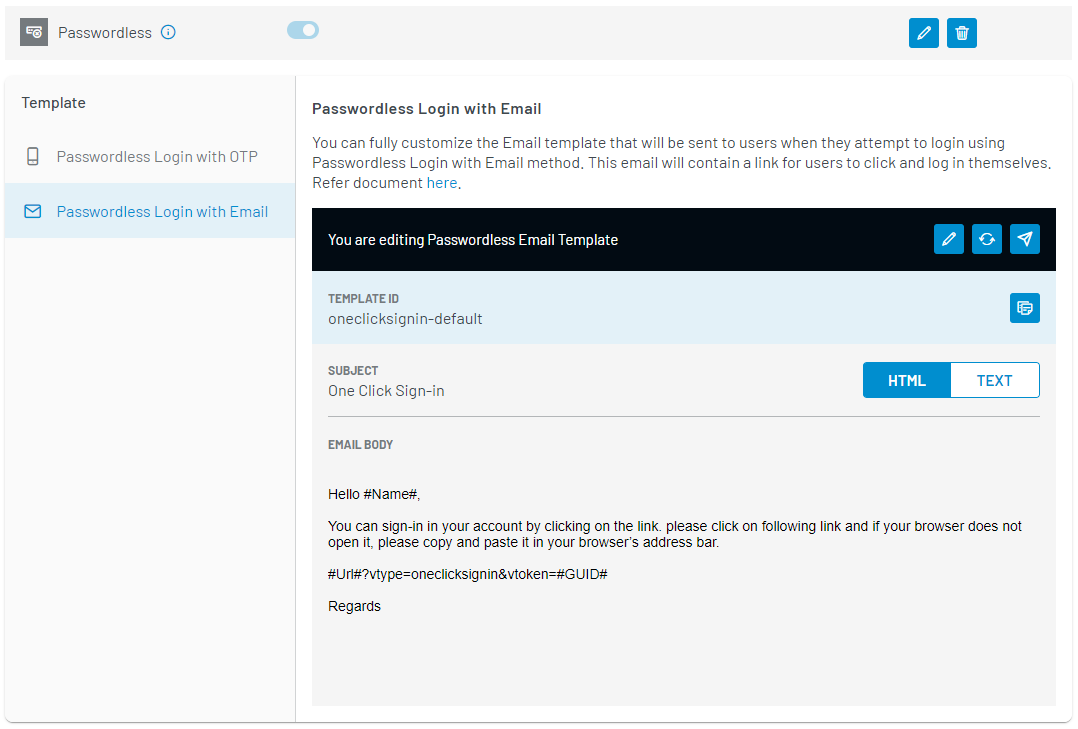 Passwordless
Template
Passwordless Login with OTP
Passwordless Login with Email
Passwordless Login with Email
You can fully customize the Email template that will be sent to users when they attempt to login using
Passwordless Login with Email method. This email will contain a link for users to click and log in themselves.
Refer document here.
You are editing Passwordless Email Template
TEMPLATE ID
oneclicksignin-default
SUBJECT
One Click Sign-in
HTML TEXT
EMAIL BODY
Hello #Name#,
You can sign-in in your account by clicking on the link. please click on following link and if your browser does not
open it, please copy and paste it in your browser's address bar.
#Url#?vtype=oneclicksignin&vtoken=#GUID#
Regards